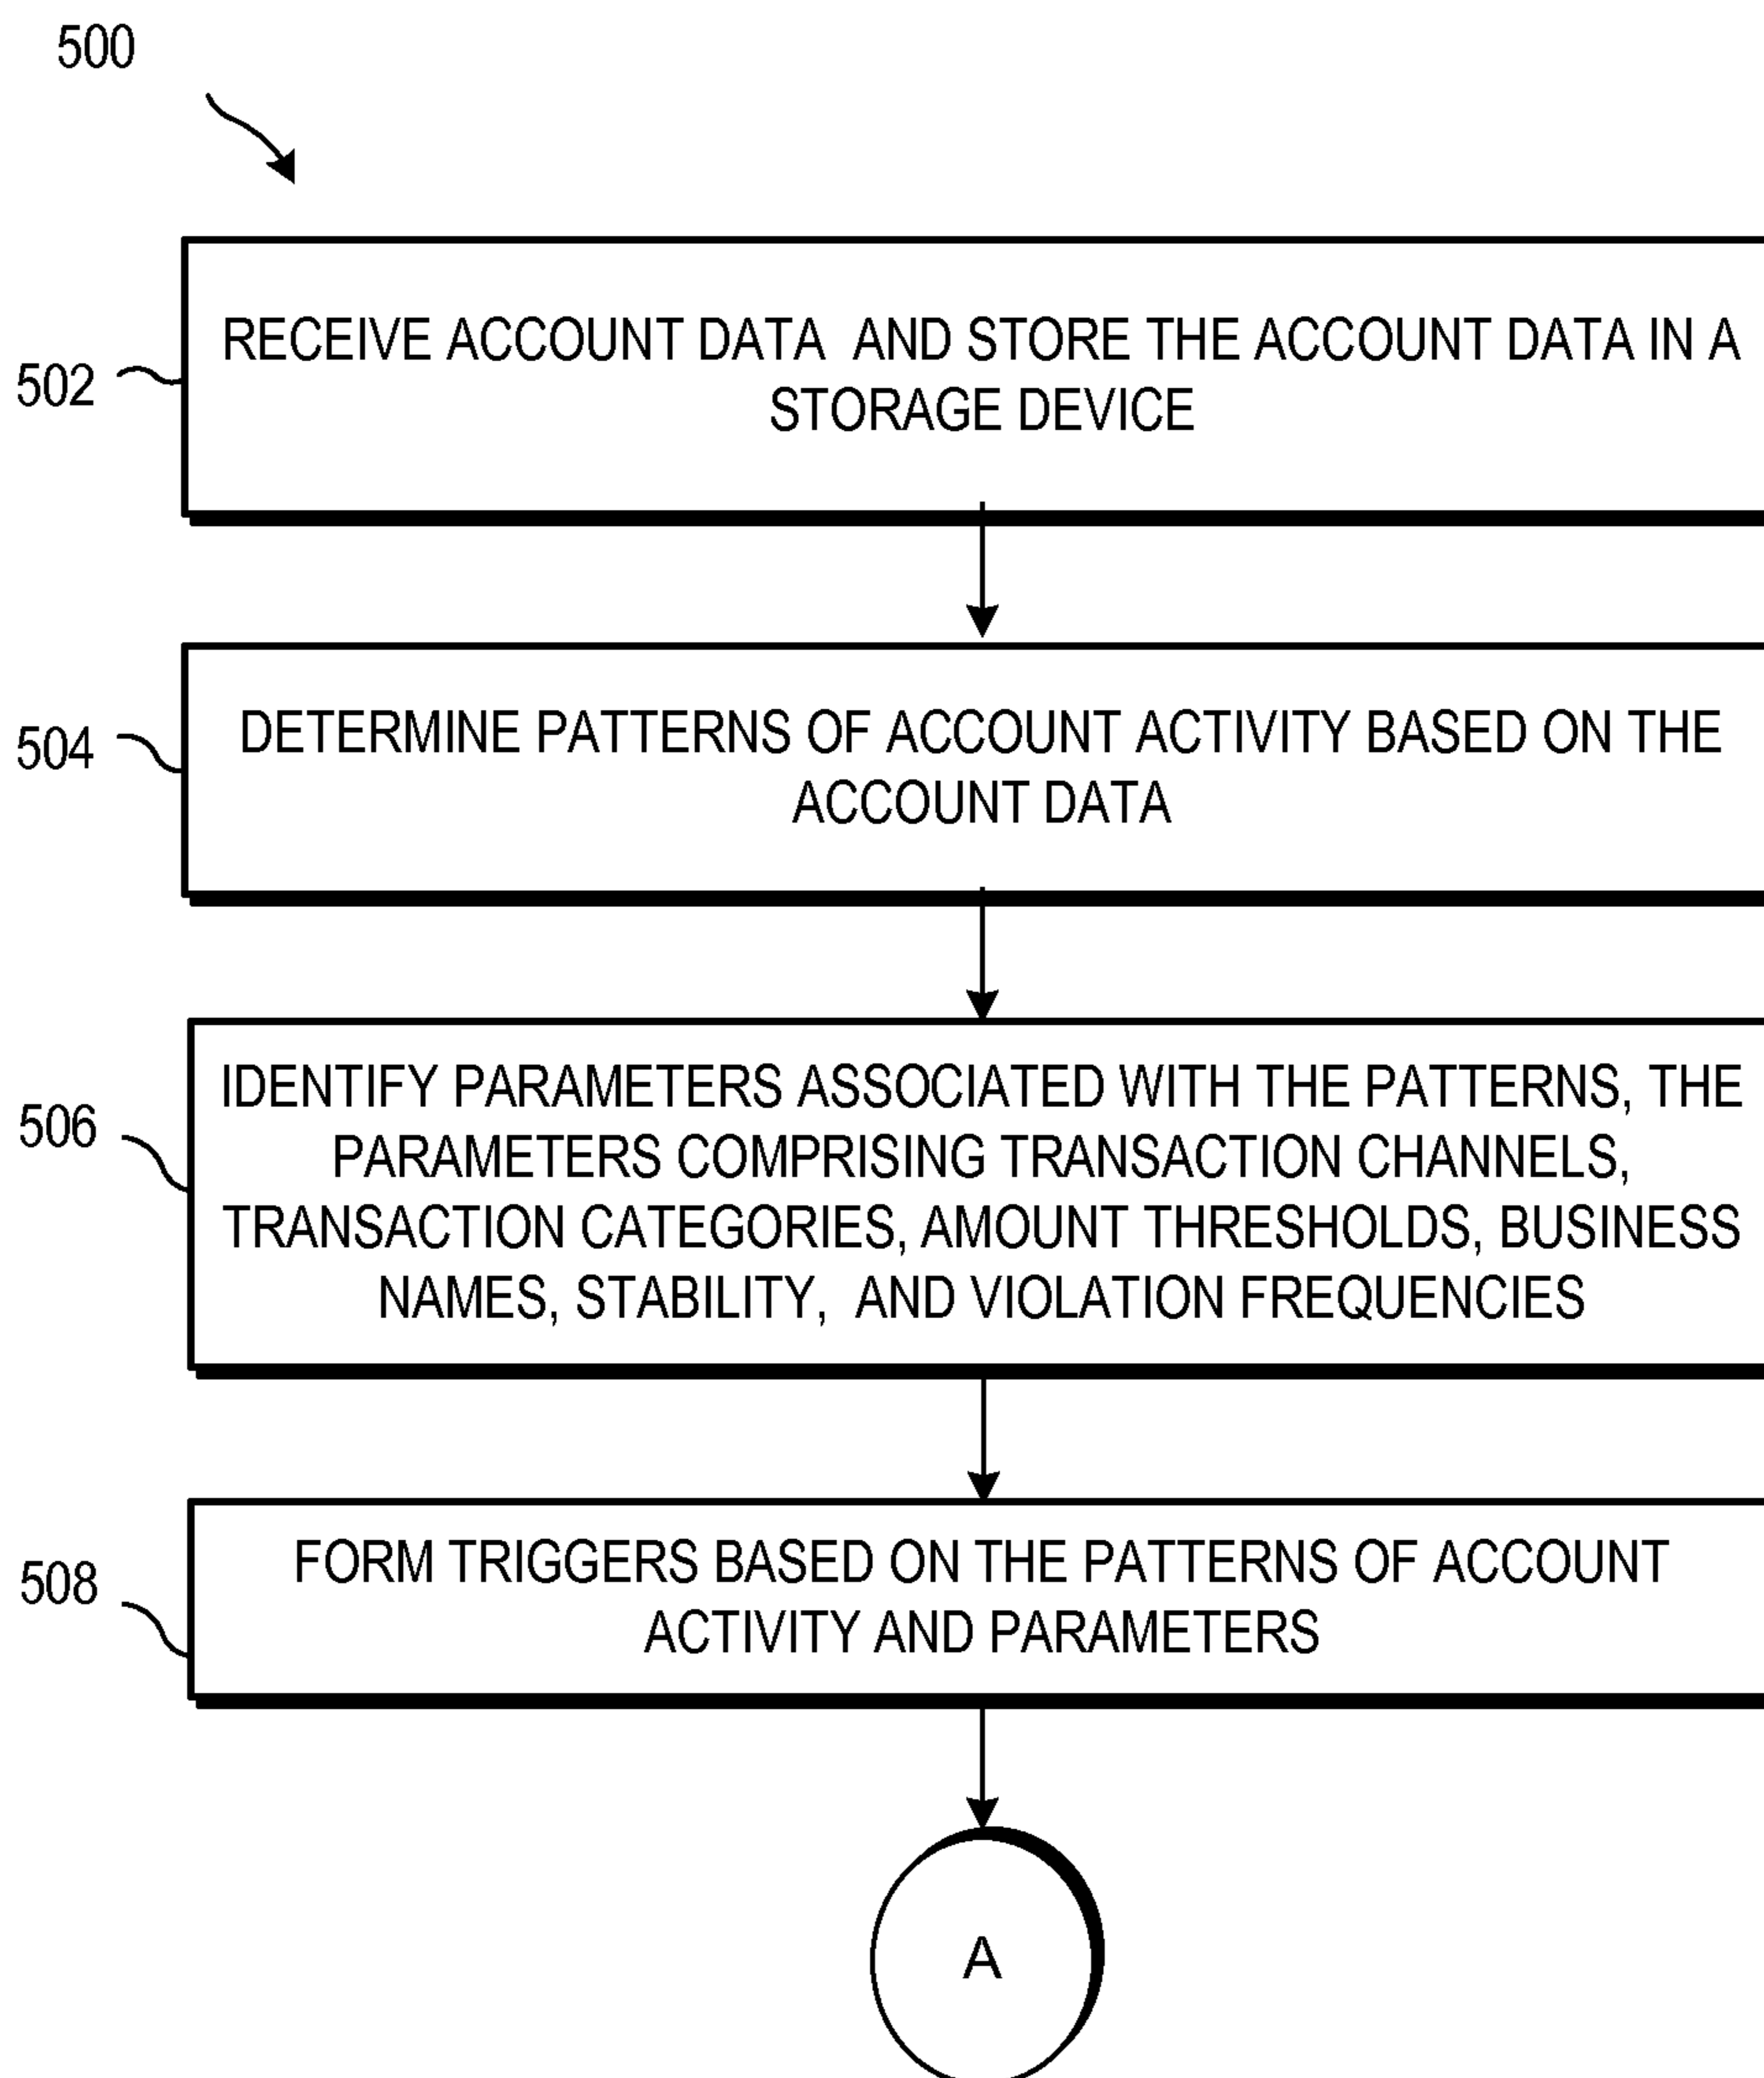 500
502
RECEIVE ACCOUNT DATA  AND STORE THE ACCOUNT DATA IN A
STORAGE DEVICE
504
DETERMINE PATTERNS OF ACCOUNT ACTIVITY BASED ON THE
ACCOUNT DATA
506
IDENTIFY PARAMETERS ASSOCIATED WITH THE PATTERNS, THE
PARAMETERS COMPRISING TRANSACTION CHANNELS,
TRANSACTION CATEGORIES, AMOUNT THRESHOLDS, BUSINESS
NAMES, STABILITY,  AND VIOLATION FREQUENCIES
508
FORM TRIGGERS BASED ON THE PATTERNS OF ACCOUNT
ACTIVITY AND PARAMETERS
A